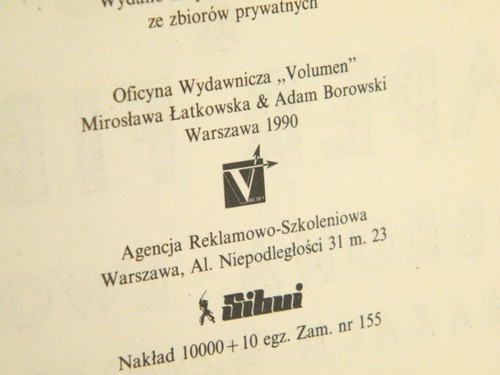 Wydano
ze zbiorów prywatnych
Oficyna Wydawnicza „Volumen”
Mirosława Łatkowska & Adam Borowski
Warszawa 1990
V
Agencja Reklamowo-Szkoleniowa
Warszawa, Al. Niepodległości 31 m. 23
Sibui
Nakład 10000+10 egz. Zam. nr 155